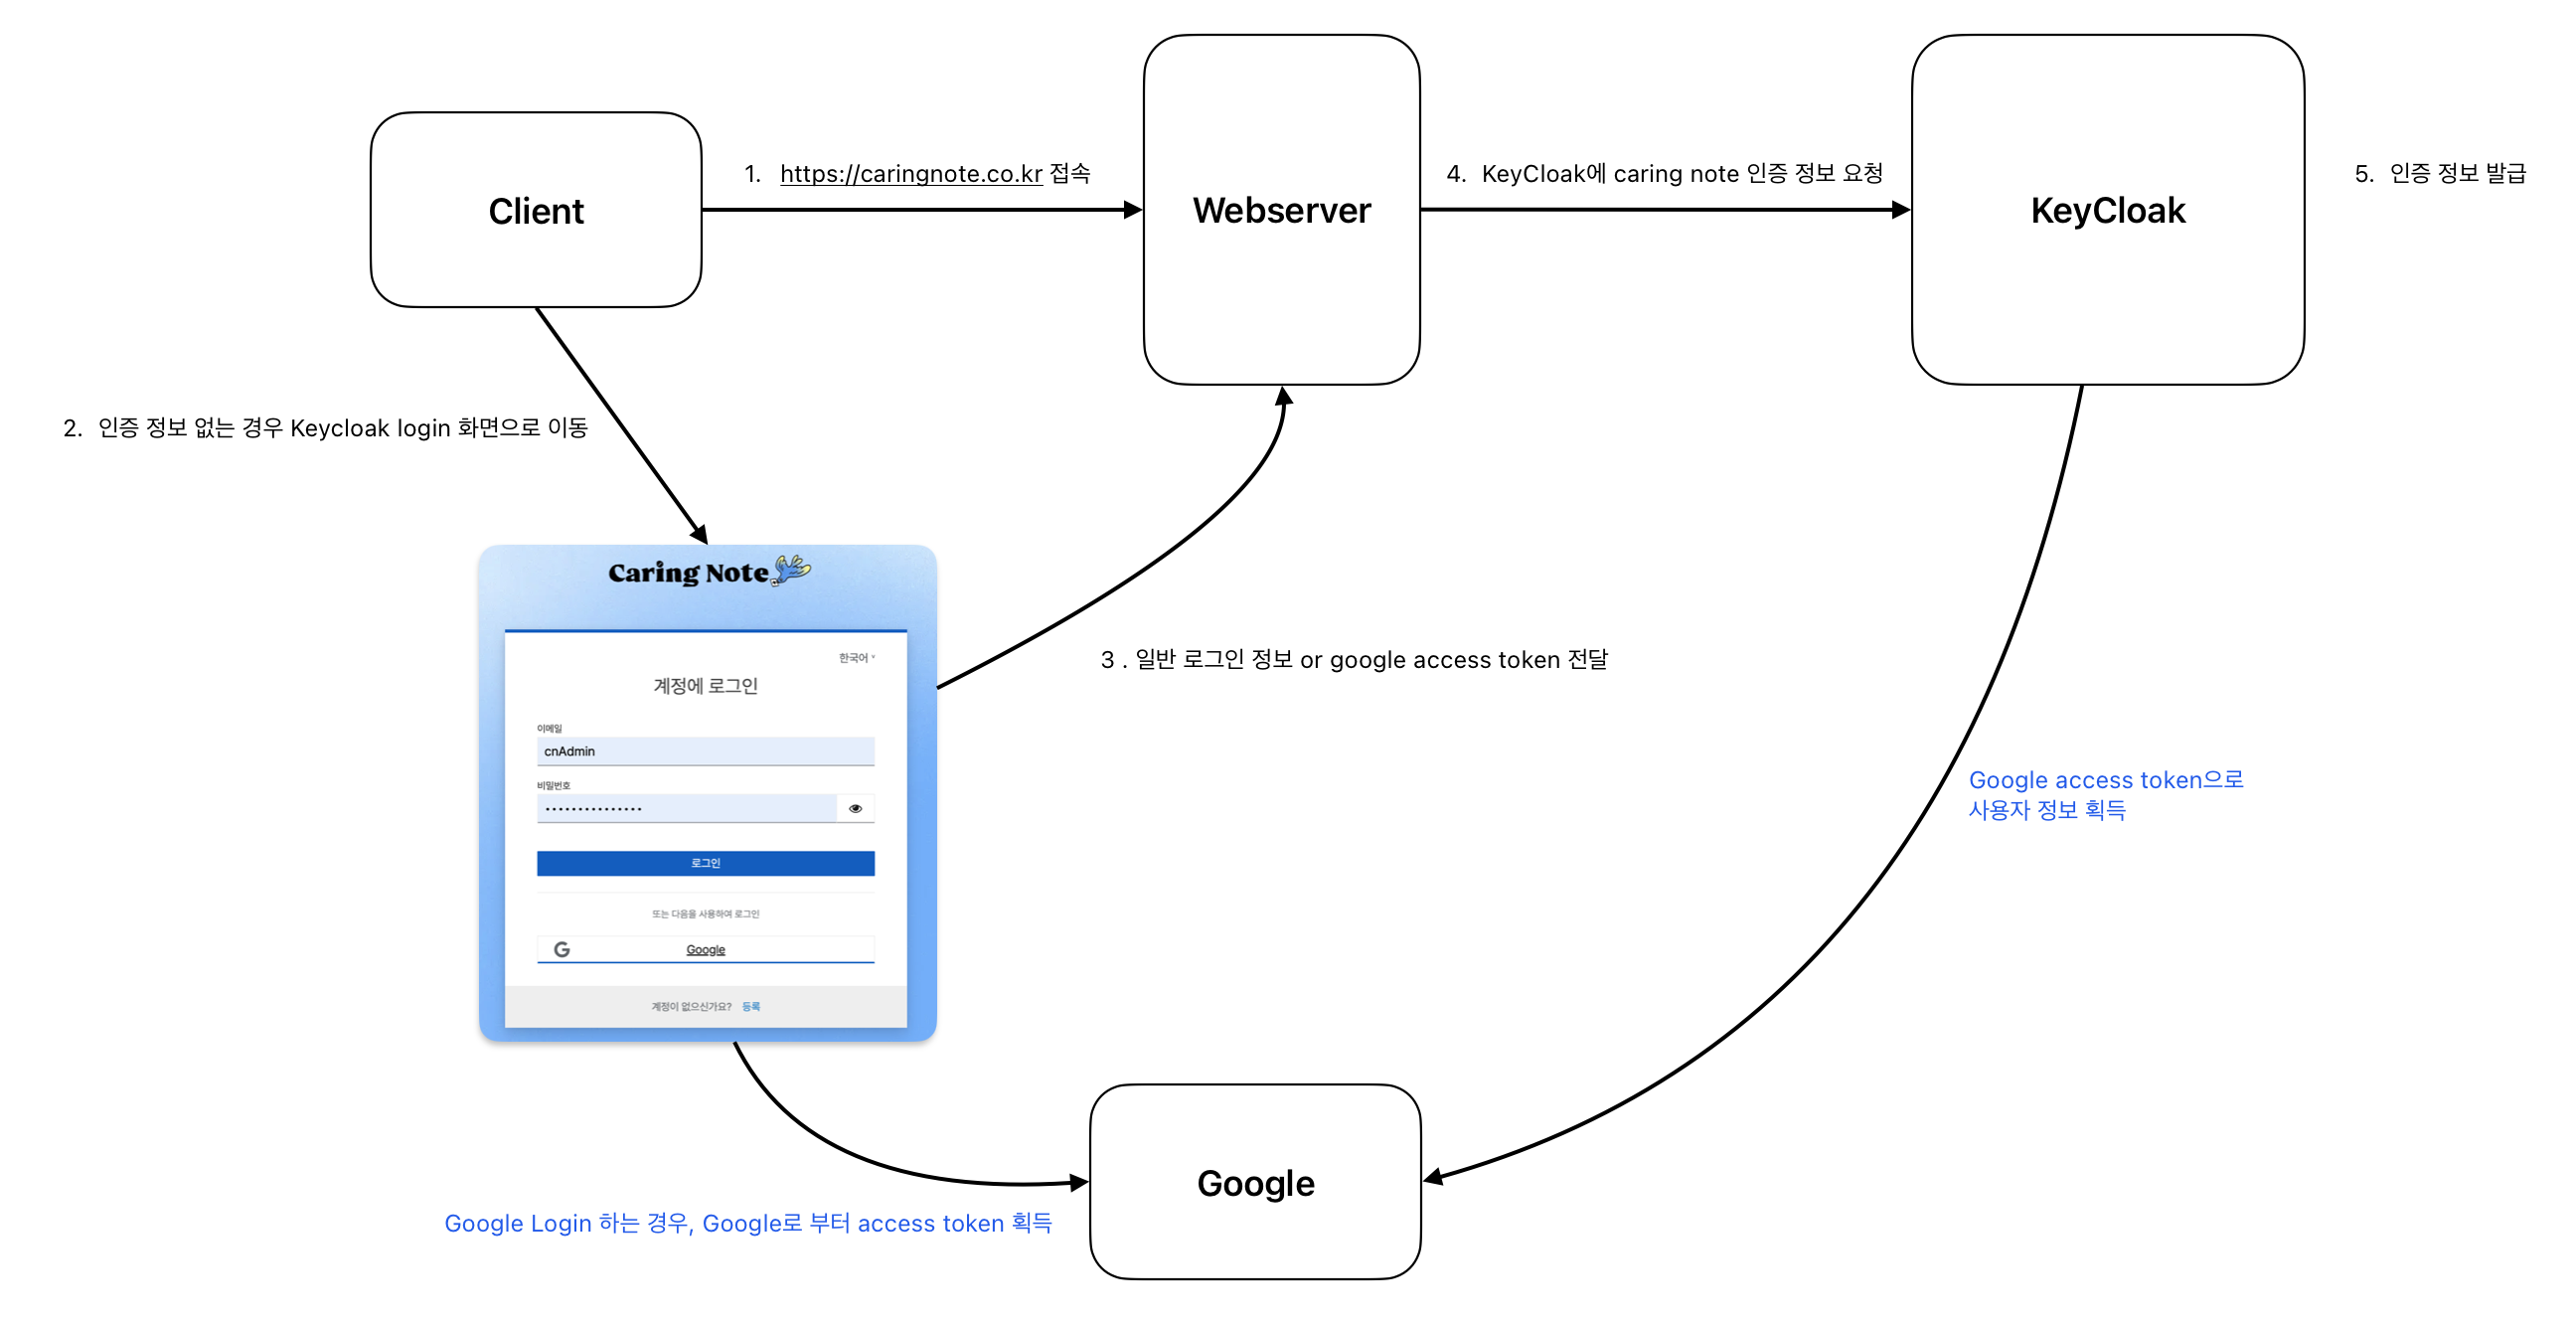 Client
1. https://caringnote.co.kr 접속
Webserver
4. KeyCloak에 caring note 인증 정보 요청
KeyCloak
5. 인증 정보 발급
2. 인증 정보 없는 경우 Keycloak login 화면으로 이동
Caring Note
한국어
계정에 로그인
이메일
cnAdmin
비밀번호
•••••••••••••••
로그인
또는 다음을 사용하여 로그인
G Google
계정이 없으신가요? 등록
3 . 일반 로그인 정보 or google access token 전달
Google access token으로
사용자 정보 획득
Google
Google Login 하는 경우, Google로 부터 access token 획득